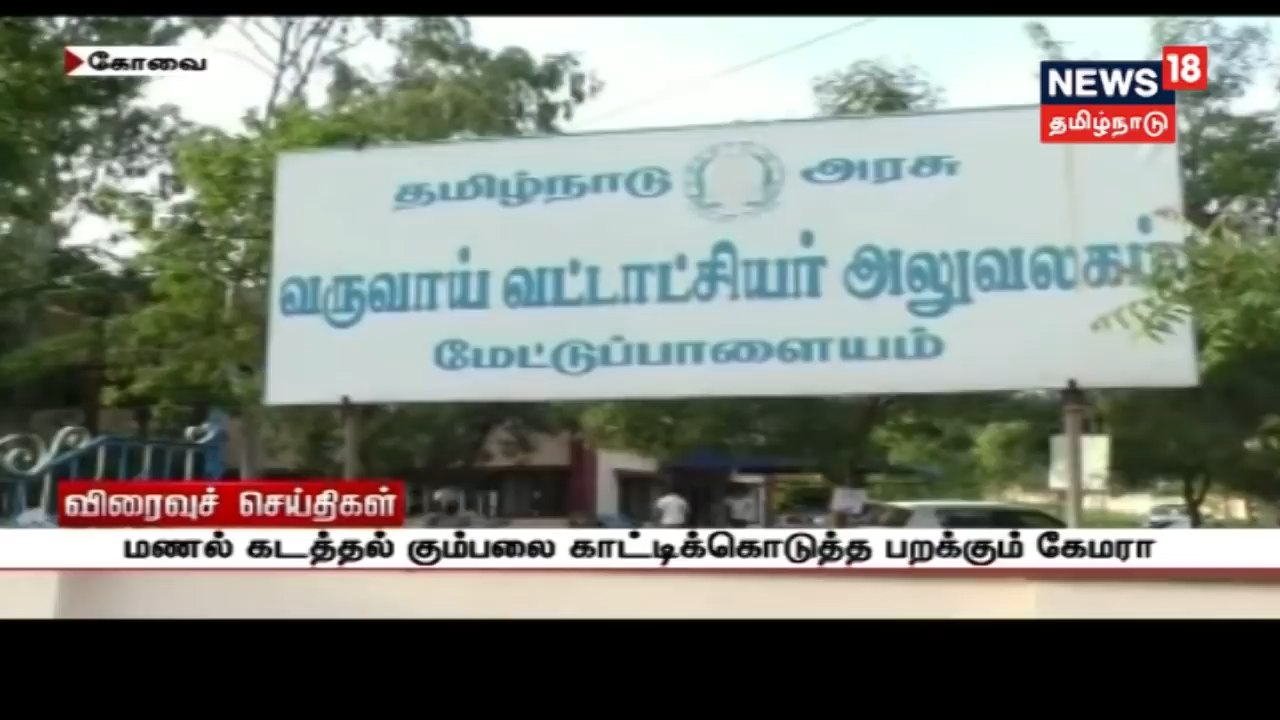 கோவை
NEWS 18
தமிழ்நாடு
தமிழ்நாடு அரசு
வருவாய் வட்டாட்சியர் அலுவலகம்
மேட்டுப்பாளையம்
விரைவுச் செய்திகள்
மணல் கடத்தல் கும்பலை காட்டிக்கொடுத்த பறக்கும் கேமரா